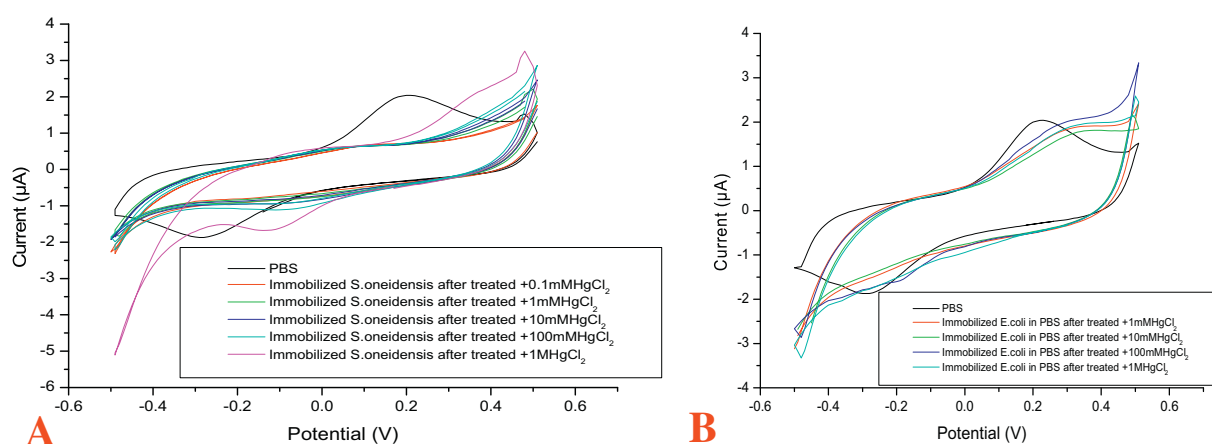 4
3
2
1
0
-1
-2
-3
-4
-5
-6
Current (µA)
-0.6
-0.4
-0.2
0.0
0.2
0.4
0.6
Potential (V)
PBS
Immobilized S.oneidensis after treated +0.1mMHgCl₂
Immobilized S.oneidensis after treated +1mMHgCl₂
Immobilized S.oneidensis after treated +10mMHgCl₂
Immobilized S.oneidensis after treated +100mMHgCl₂
Immobilized S.oneidensis after treated +1MHgCl₂
A
4
3
2
1
0
-1
-2
-3
-4
Current (µA)
-0.6
-0.4
-0.2
0.0
0.2
0.4
0.6
Potential (V)
PBS
Immobilized E.coli in PBS after treated +1mMHgCl₂
Immobilized E.coli in PBS after treated +10mMHgCl₂
Immobilized E.coli in PBS after treated +100mMHgCl₂
Immobilized E.coli in PBS after treated +1MHgCl₂
B